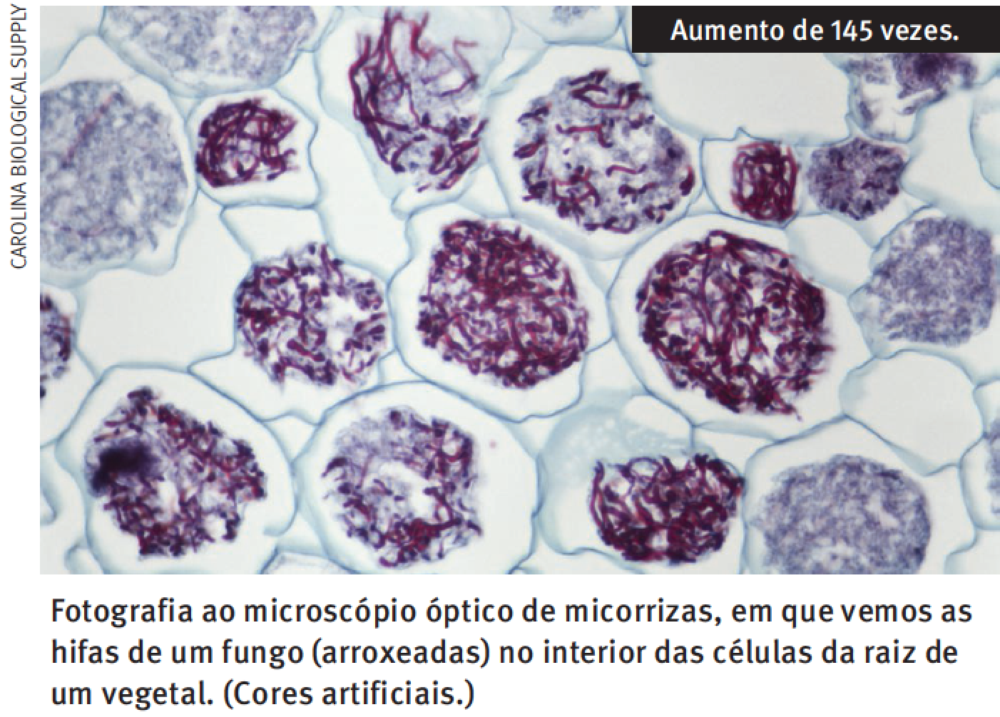 CAROLINA BIOLOGICAL SUPPLY
Aumento de 145 vezes.
Fotografia ao microscópio óptico de micorrizas, em que vemos as
hifas de um fungo (arroxeadas) no interior das células da raiz de
um vegetal. (Cores artificiais.)